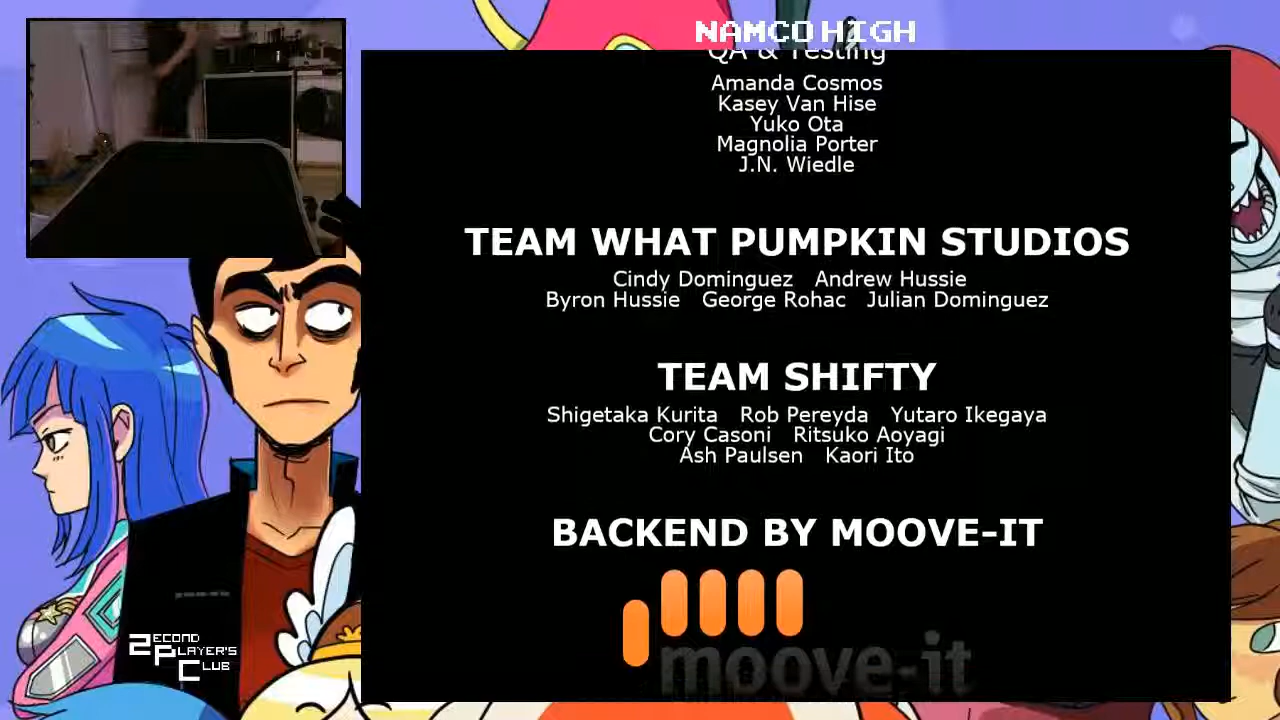 NAMCO HIGH
QA & Testing
Amanda Cosmos
Kasey Van Hise
Yuko Ota
Magnolia Porter
J.N. Wiedle
TEAM WHAT PUMPKIN STUDIOS
Cindy Dominguez Andrew Hussie
Byron Hussie George Rohac Julian Dominguez
TEAM SHIFTY
Shigetaka Kurita Rob Pereyda Yutaro Ikegaya
Cory Casoni Ritsuko Aoyagi
Ash Paulsen Kaori Ito
BACKEND BY MOOVE-IT
moove-it
2ECOND
PLAYER'S
CLUB